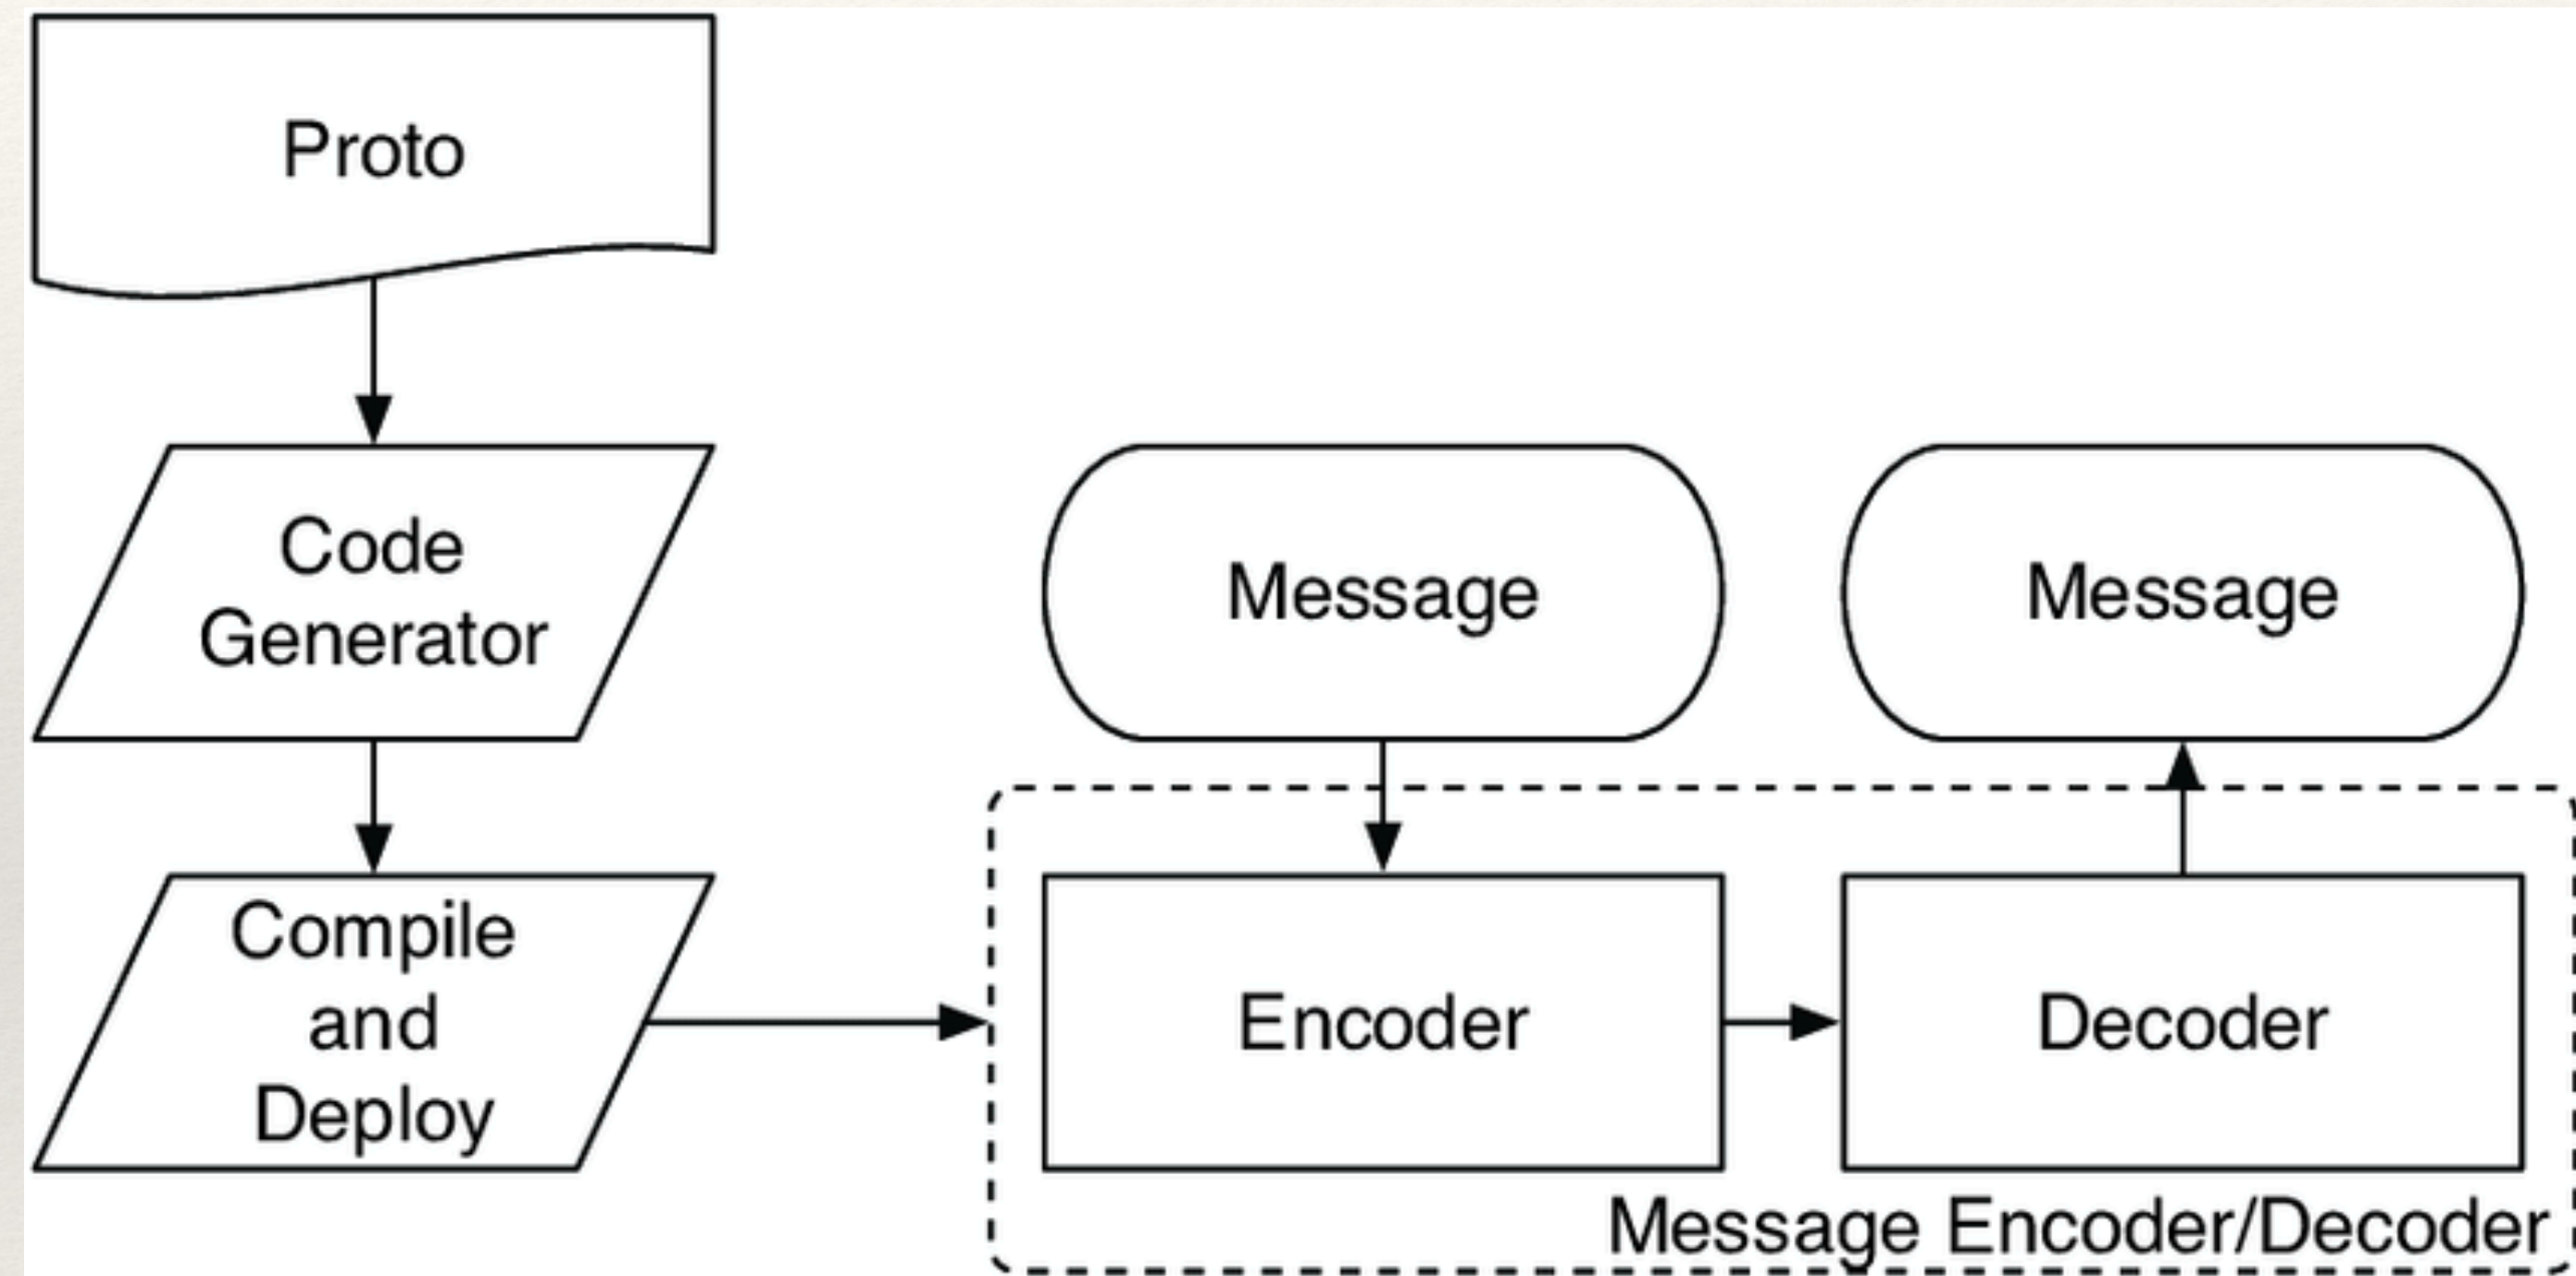 Proto
Code
Generator
Message
Message
Compile
and
Deploy
Encoder
Decoder
Message Encoder/Decoder